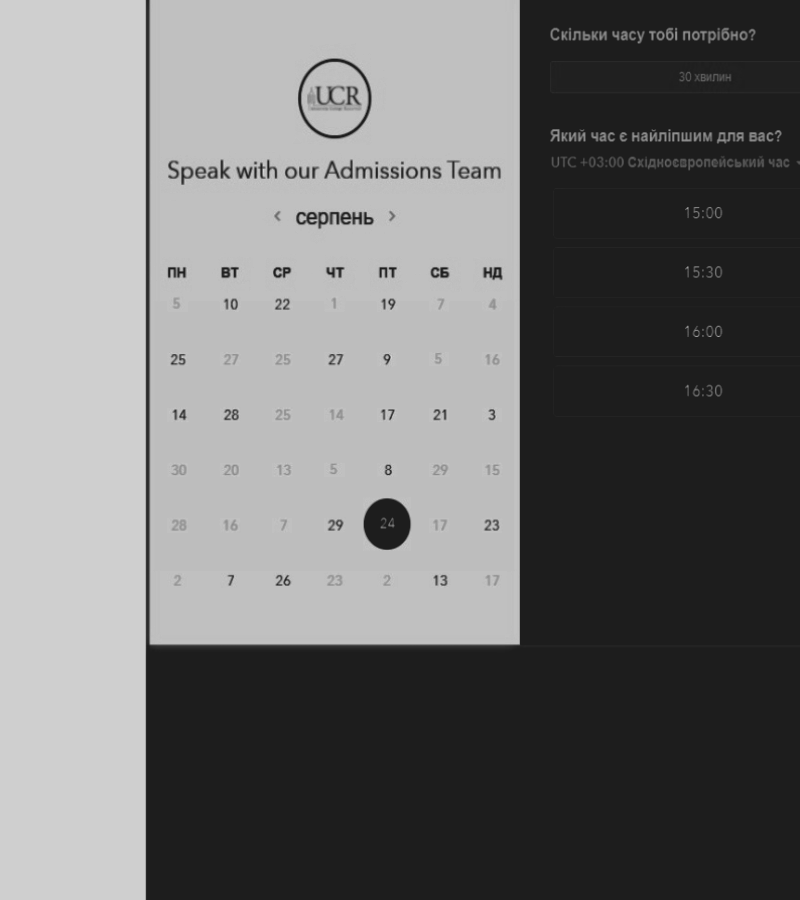 UCR
Speak with our Admissions Team
‹ серпень ›
ПН ВТ СР ЧТ ПТ СБ НД
5 10 22 1 19 7 4
25 27 25 27 9 5 16
14 28 25 14 17 21 3
30 20 13 5 8 29 15
28 16 7 29 24 17 23
2 7 26 23 2 13 17
Скільки часу тобі потрібно?
30 хвилин
Який час є найліпшим для вас?
UTC +03:00 Східноєвропейський час
15:00
15:30
16:00
16:30